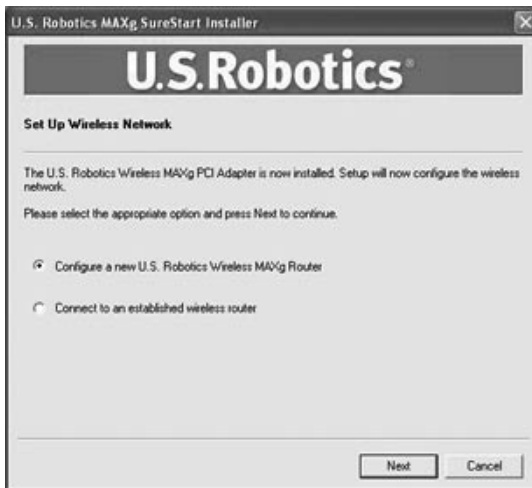 U.S. Robotics MAXg SureStart Installer
U.S.Robotics®
Set Up Wireless Network
The U.S. Robotics Wireless MAXg PCI Adapter is now installed. Setup will now configure the wireless
network.
Please select the appropriate option and press Next to continue.
Configure a new U.S. Robotics Wireless MAXg Router
Connect to an established wireless router
Next Cancel